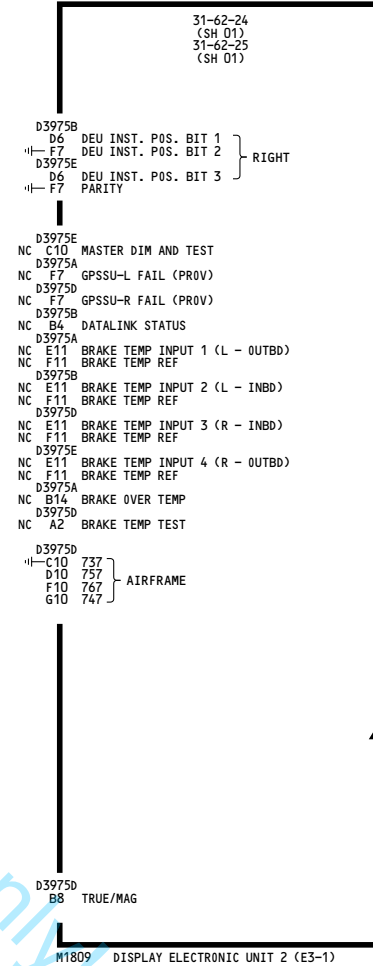 31-62-24
(SH 01)
31-62-25
(SH 01)
D3975B
D6 DEU INST. POS. BIT 1
F7 DEU INST. POS. BIT 2
RIGHT
D3975E
D6 DEU INST. POS. BIT 3
F7 PARITY
D3975E
NC C10 MASTER DIM AND TEST
D3975A
NC F7 GPSSU-L FAIL (PROV)
D3975D
NC F7 GPSSU-R FAIL (PROV)
D3975B
NC B4 DATALINK STATUS
D3975A
NC E11 BRAKE TEMP INPUT 1 (L - OUTBD)
NC F11 BRAKE TEMP REF
D3975B
NC E11 BRAKE TEMP INPUT 2 (L - INBD)
NC F11 BRAKE TEMP REF
D3975D
NC E11 BRAKE TEMP INPUT 3 (R - INBD)
NC F11 BRAKE TEMP REF
D3975E
NC E11 BRAKE TEMP INPUT 4 (R - OUTBD)
NC F11 BRAKE TEMP REF
D3975A
NC B14 BRAKE OVER TEMP
D3975D
NC A2 BRAKE TEMP TEST
D3975D
C10 737
D10 757
AIRFRAME
F10 767
G10 747
D3975D
B8 TRUE/MAG
M1809 DISPLAY ELECTRONIC UNIT 2 (E3-1)